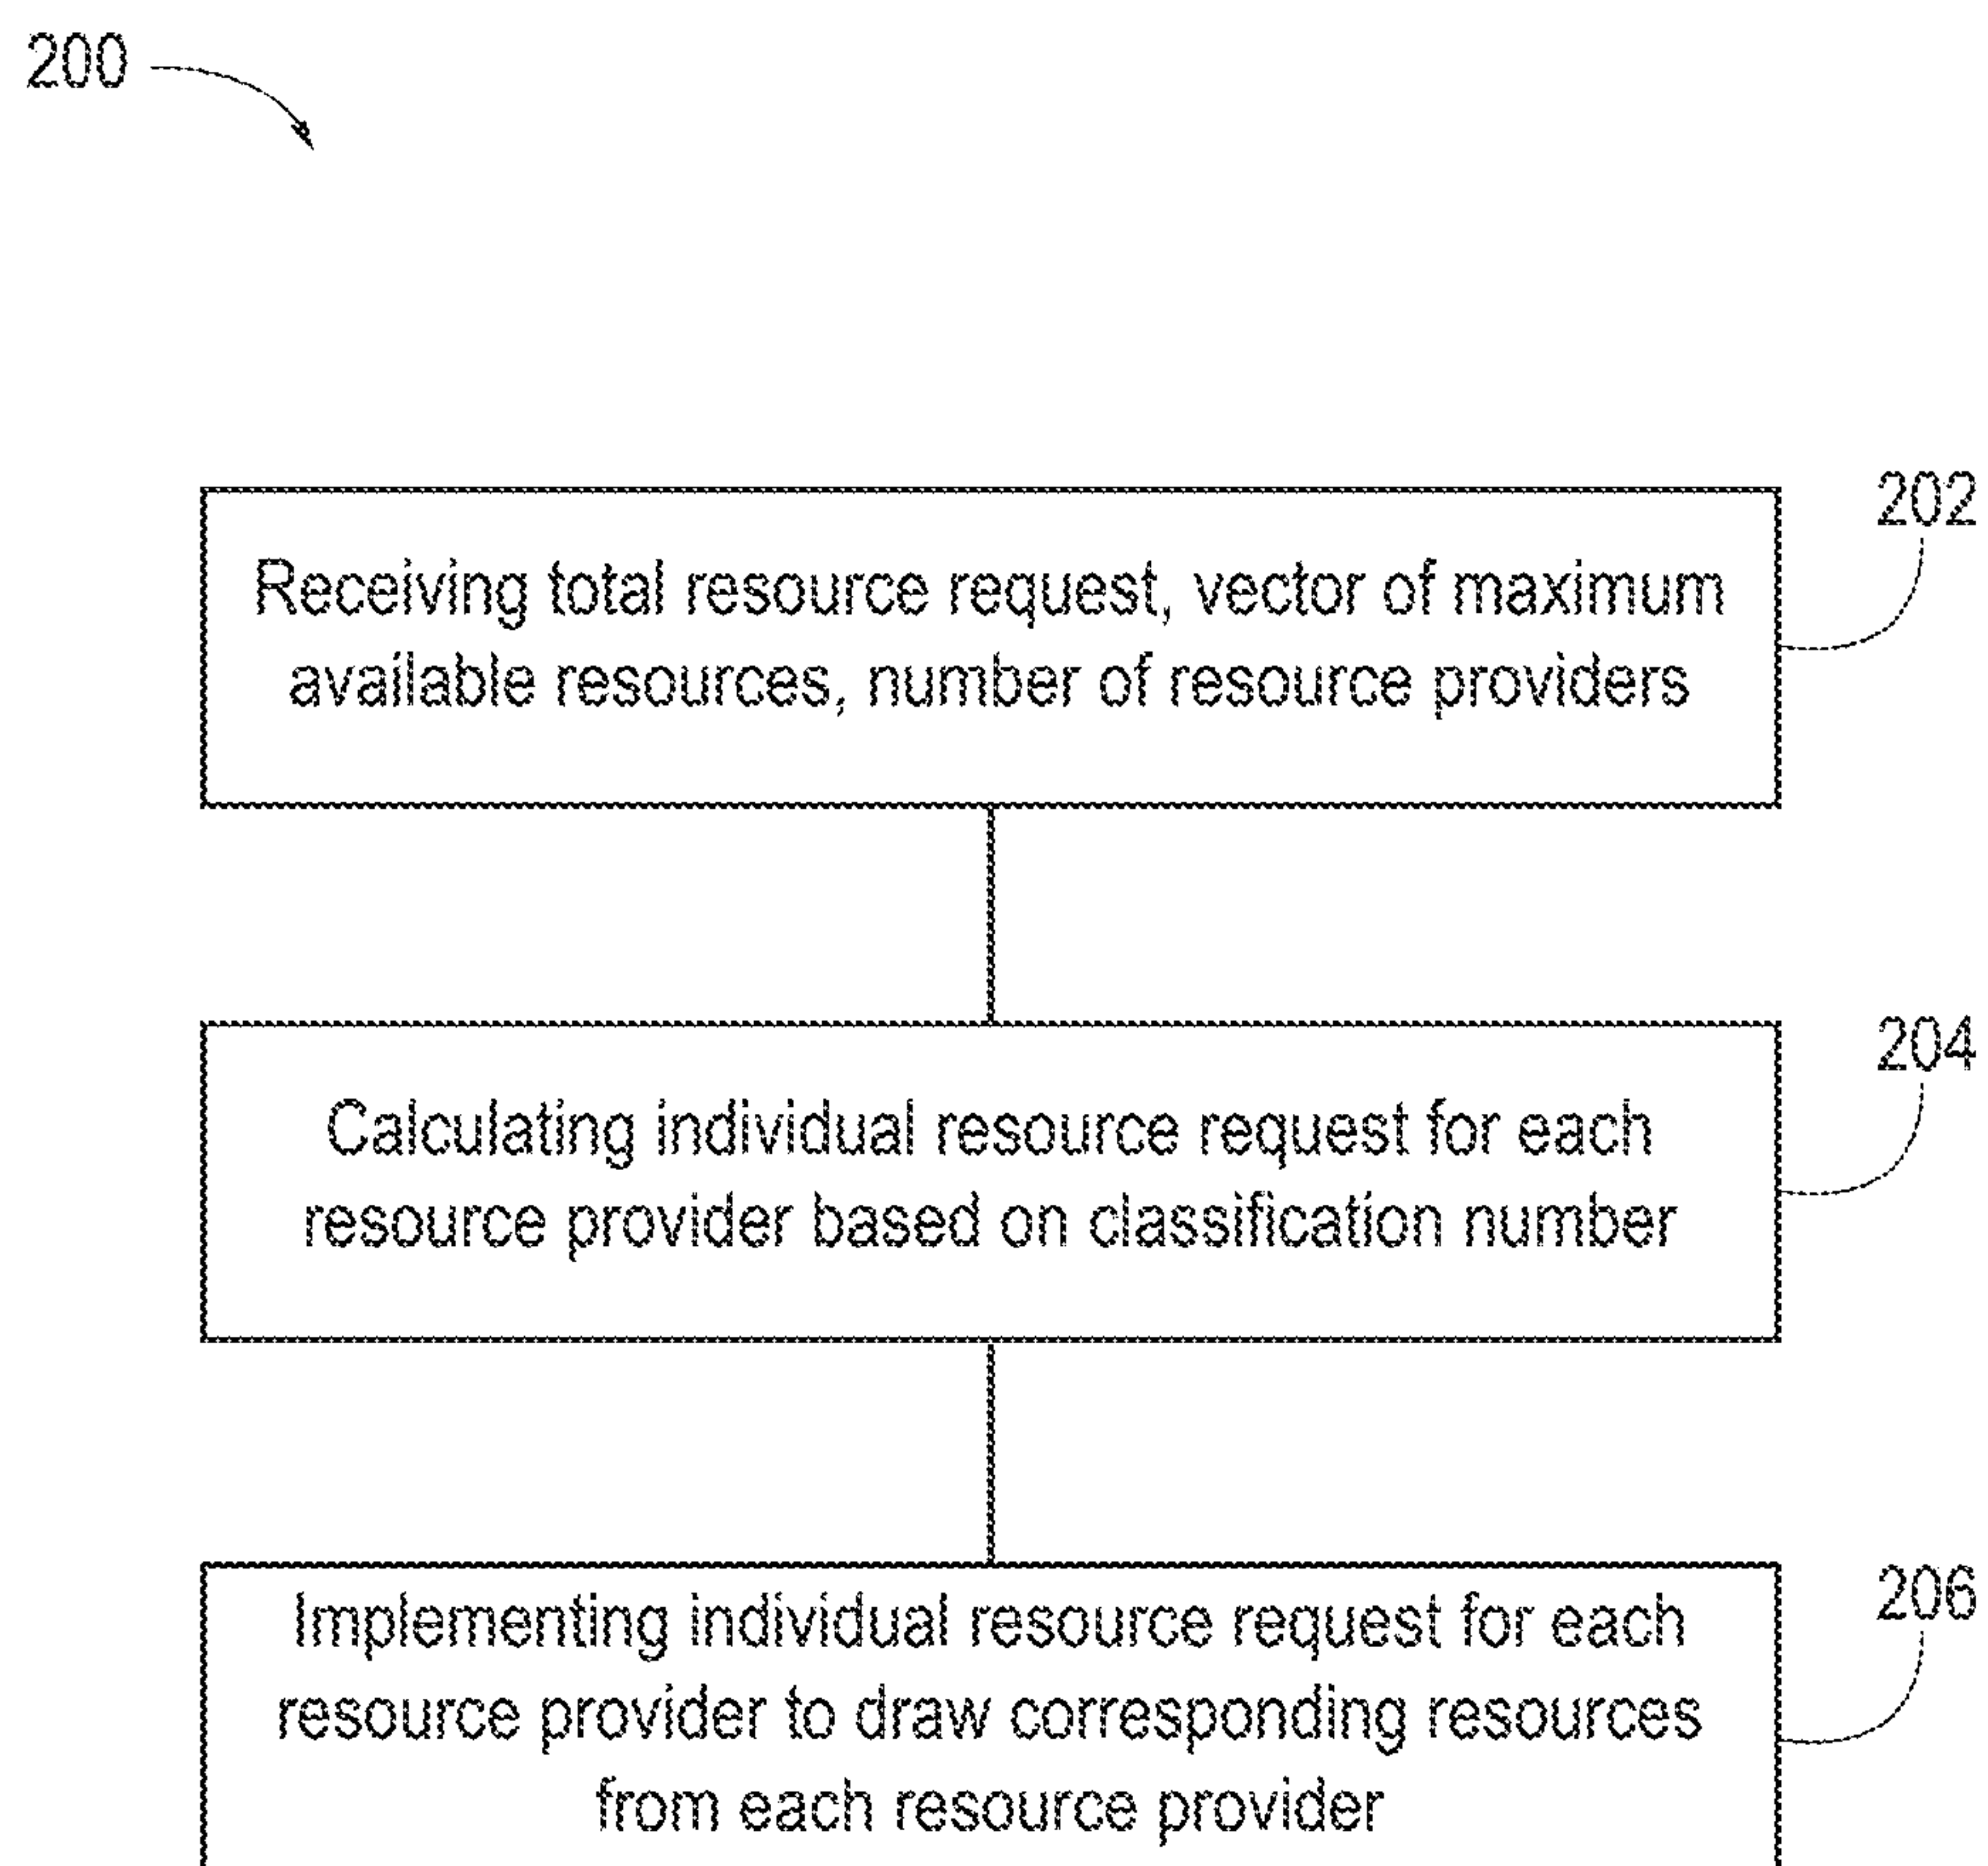 200
202
Receiving total resource request, vector of maximum
available resources, number of resource providers
204
Calculating individual resource request for each
resource provider based on classification number
206
Implementing individual resource request for each
resource provider to draw corresponding resources
from each resource provider